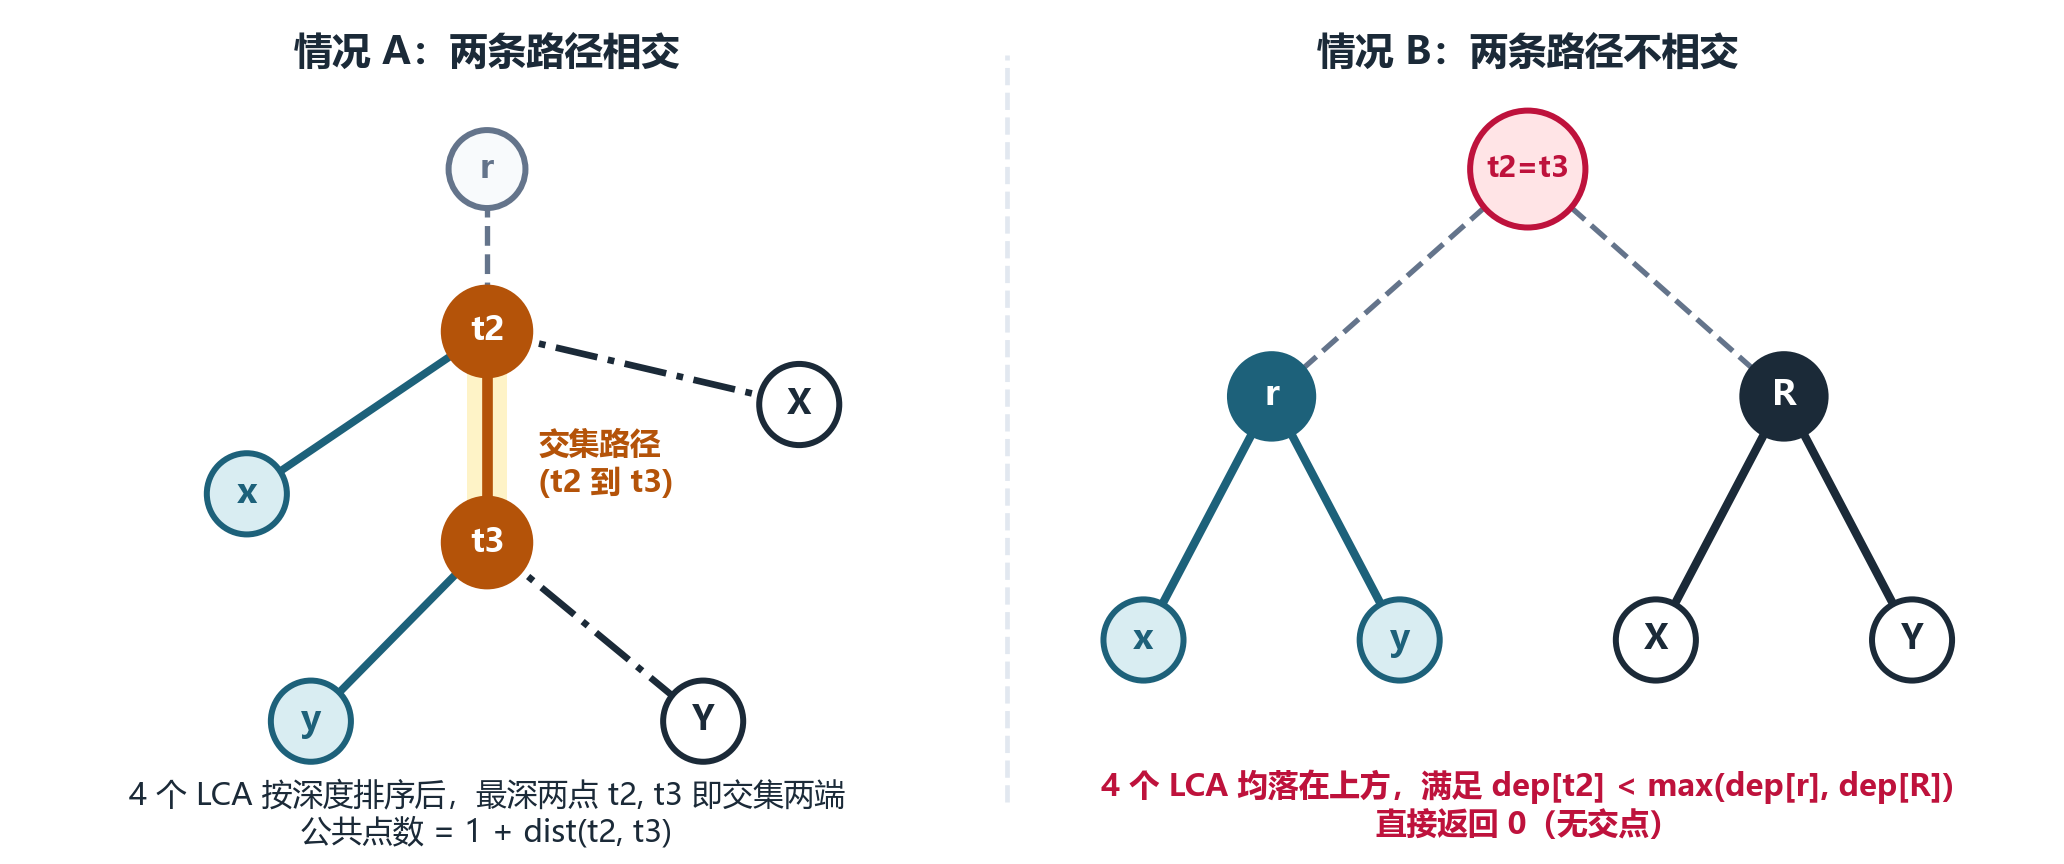 情况 A：两条路径相交
r
t2
X
交集路径
(t2 到 t3)
x
t3
y
Y
4 个 LCA 按深度排序后，最深两点 t2, t3 即交集两端
公共点数 = 1 + dist(t2, t3)
情况 B：两条路径不相交
t2=t3
r
R
x
y
X
Y
4 个 LCA 均落在上方，满足 dep[t2] < max(dep[r], dep[R])
直接返回 0（无交点）